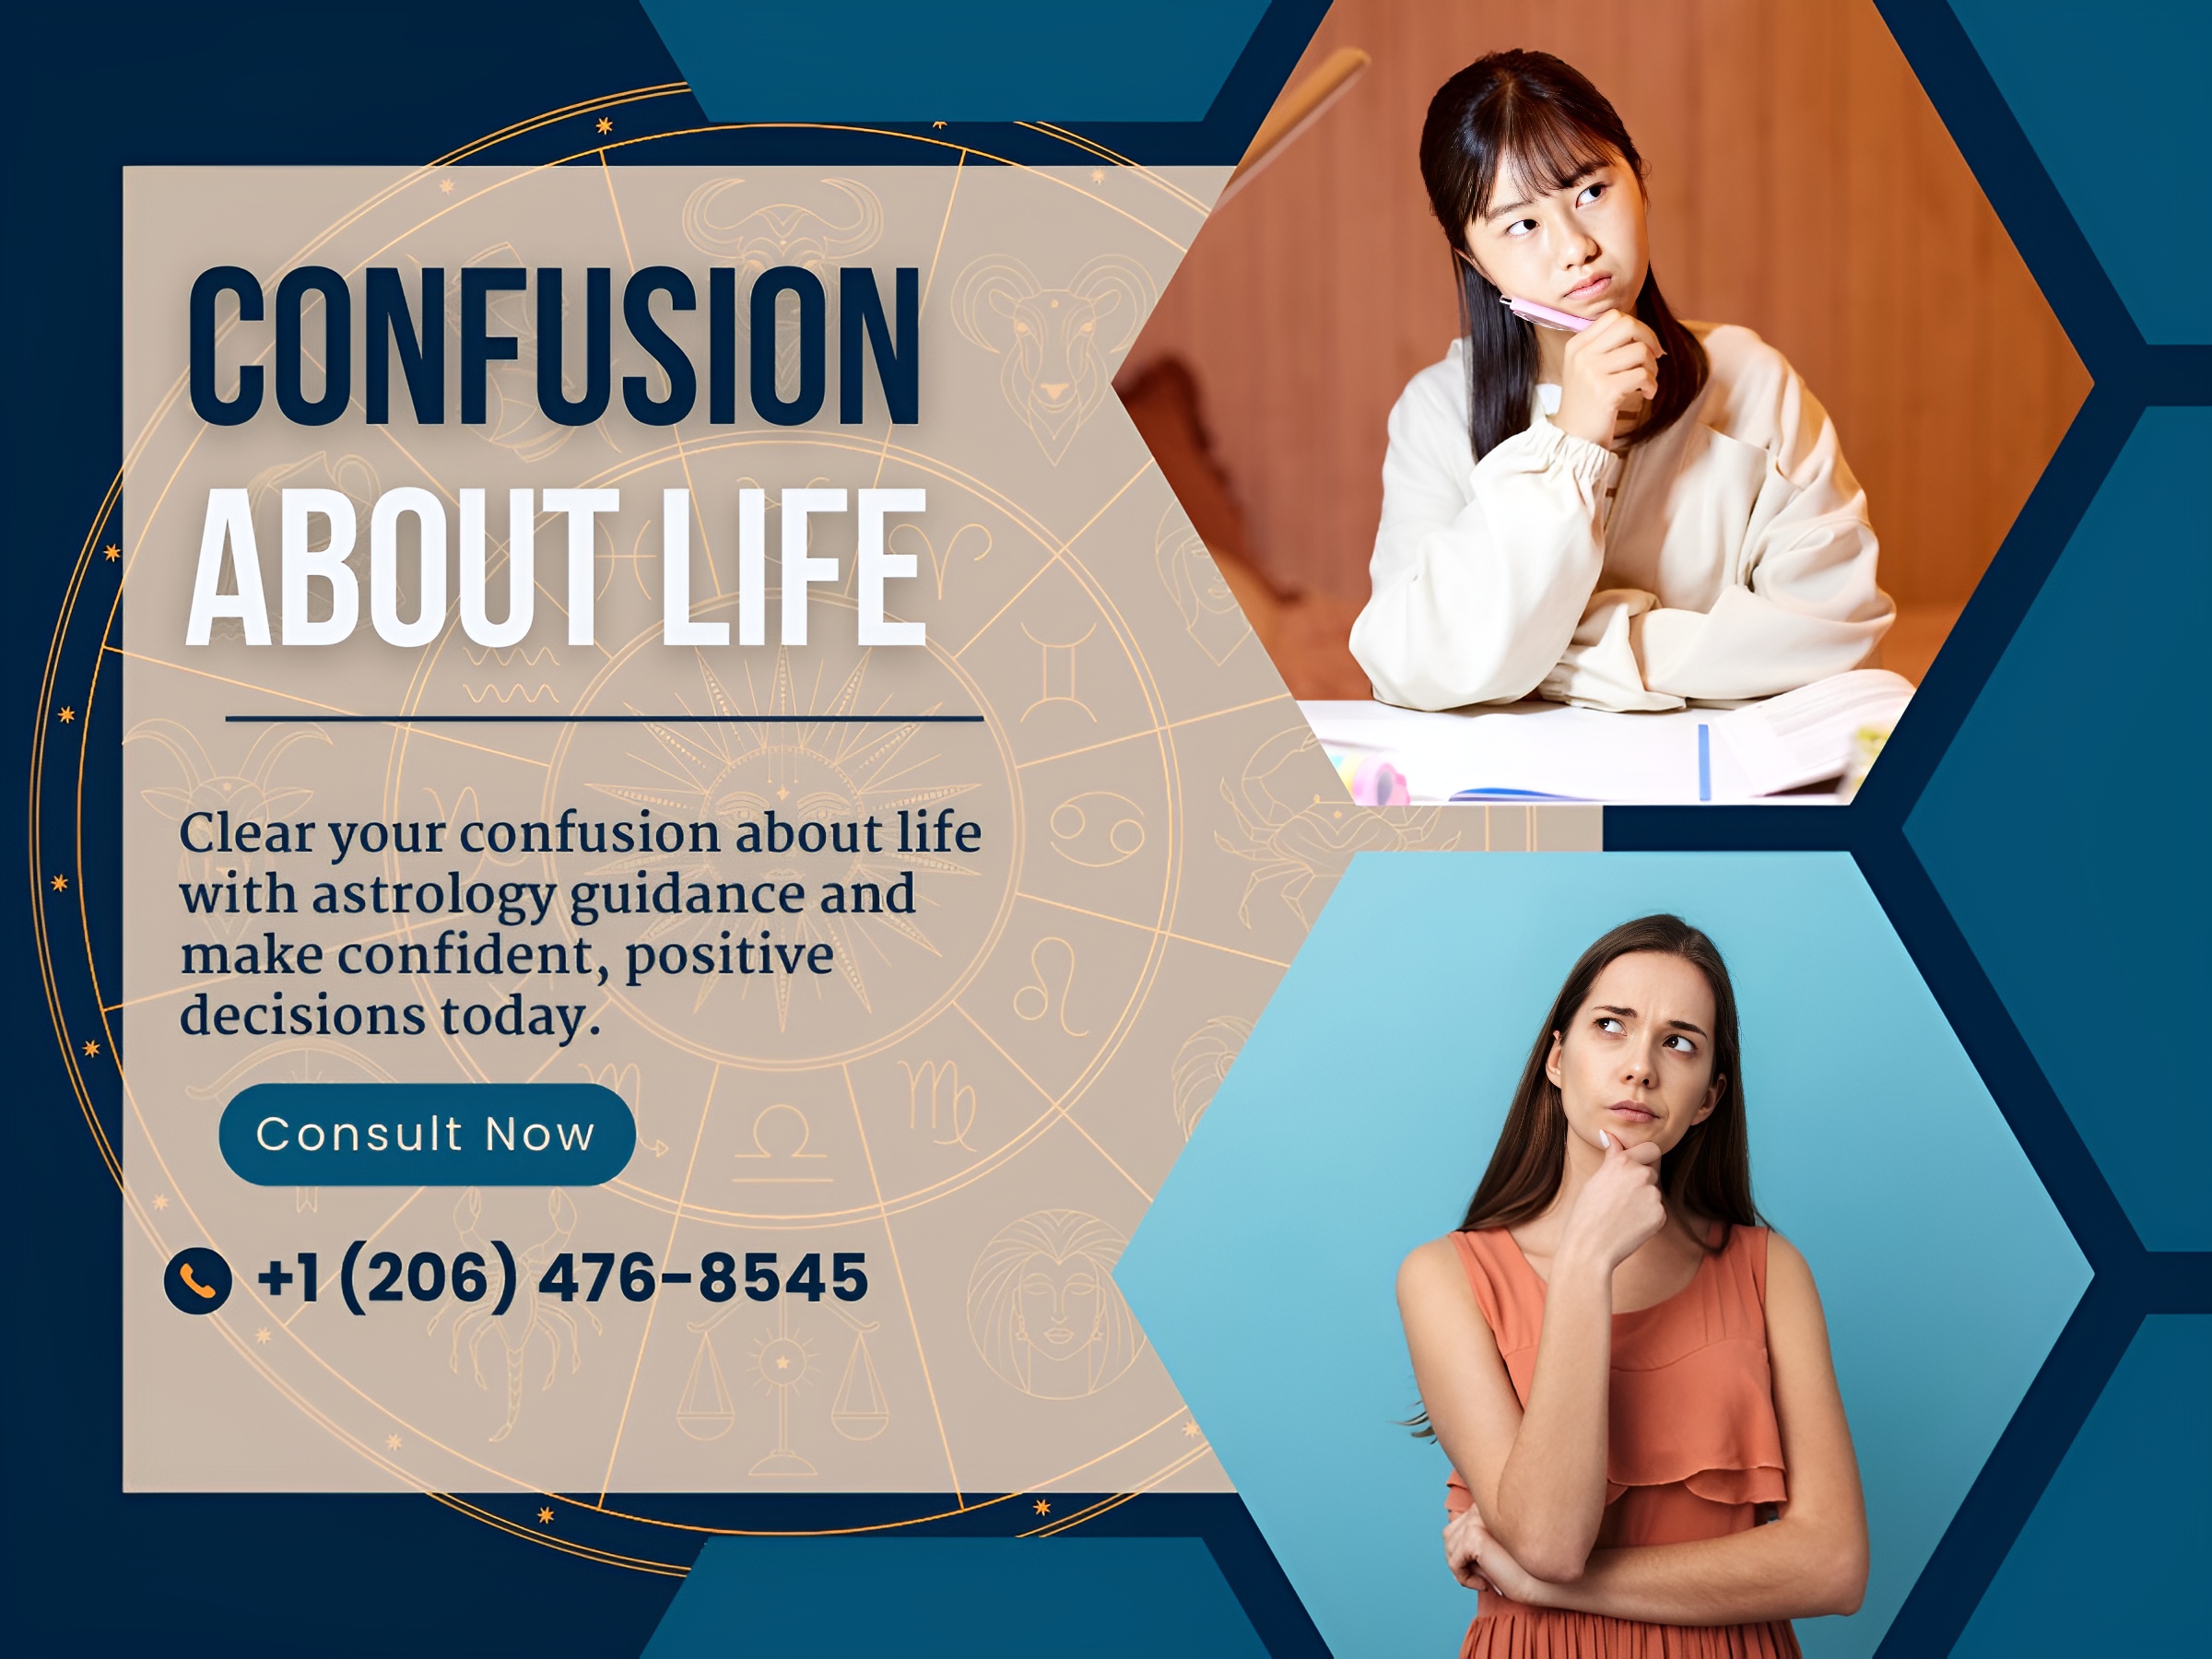 CONFUSION
ABOUT LIFE
Clear your confusion about life
with astrology guidance and
make confident, positive
decisions today.
Consult Now
+1 (206) 476-8545